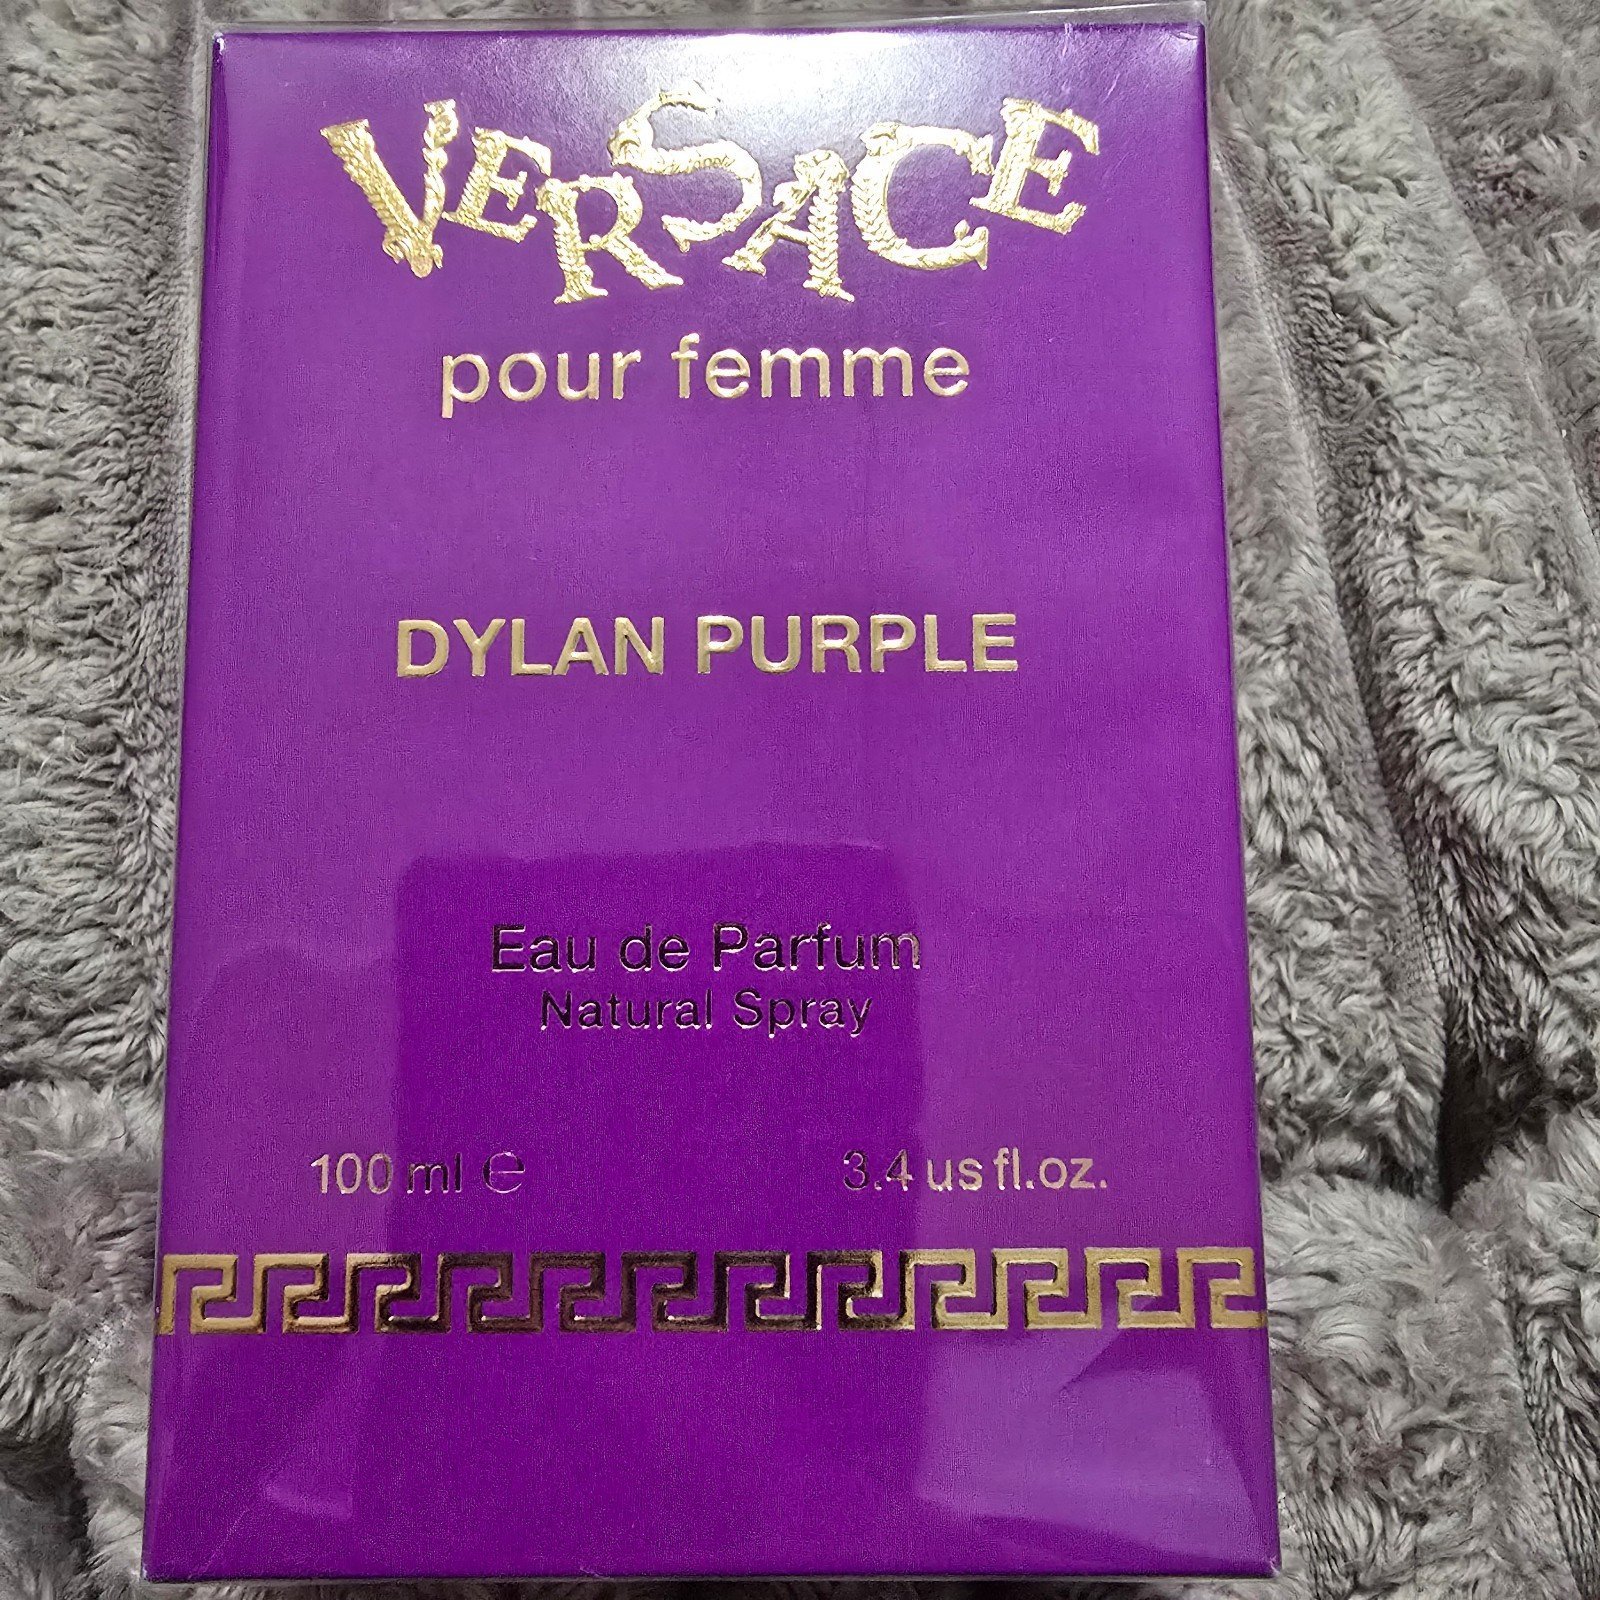 VERSACE
pour femme
DYLAN PURPLE
Eau de Parfum
Natural Spray
100 ml ℮ 3.4 us fl.oz.